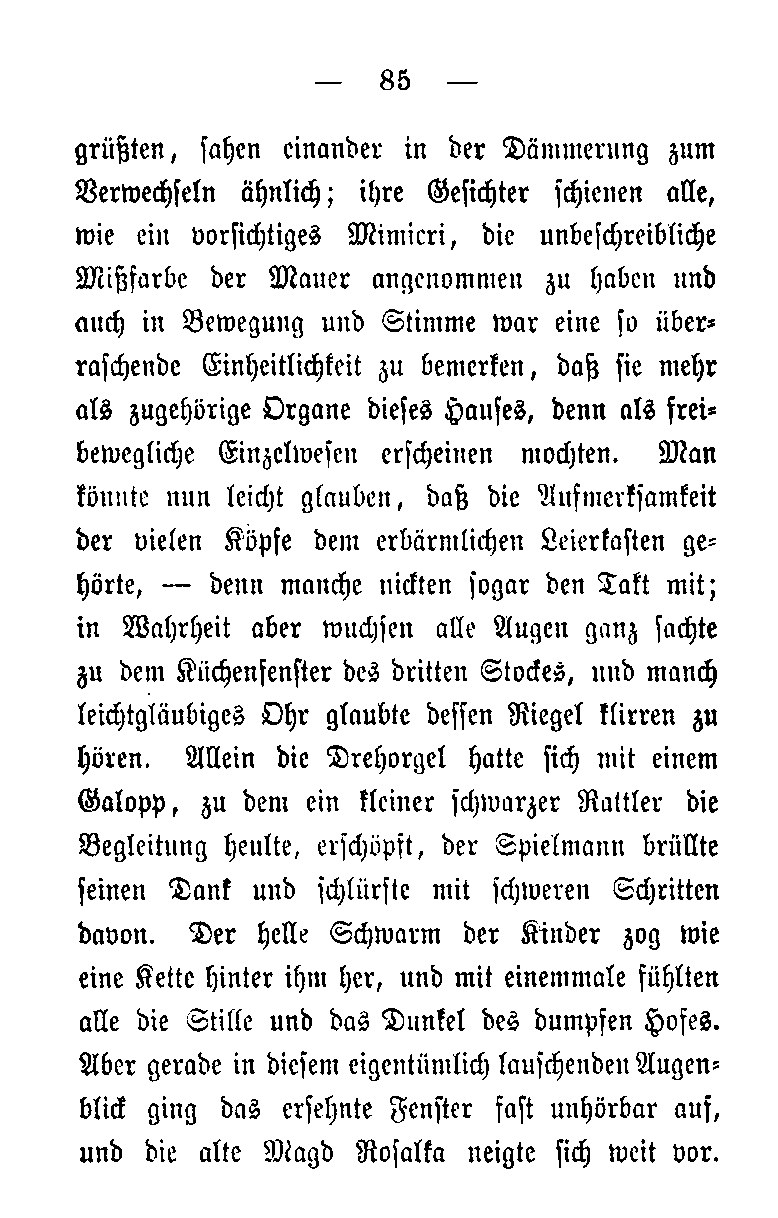 — 85 —
grüßten, sahen einander in der Dämmerung zum
Verwechseln ähnlich; ihre Gesichter schienen alle,
wie ein vorsichtiges Mimicri, die unbeschreibliche
Mißfarbe der Mauer angenommen zu haben und
auch in Bewegung und Stimme war eine so über-
raschende Einheitlichkeit zu bemerken, daß sie mehr
als zugehörige Organe dieses Hauses, denn als frei-
bewegliche Einzelwesen erscheinen mochten. Man
könnte nun leicht glauben, daß die Aufmerksamkeit
der vielen Köpfe dem erbärmlichen Leierkasten ge-
hörte, — denn manche nickten sogar den Takt mit;
in Wahrheit aber wuchsen alle Augen ganz sachte
zu dem Küchenfenster des dritten Stockes, und manch
leichtgläubiges Ohr glaubte dessen Riegel klirren zu
hören. Allein die Drehorgel hatte sich mit einem
Galopp, zu dem ein kleiner schwarzer Rattler die
Begleitung heulte, erschöpft, der Spielmann brüllte
seinen Dank und schlürfte mit schweren Schritten
davon. Der helle Schwarm der Kinder zog wie
eine Kette hinter ihm her, und mit einemmale fühlten
alle die Stille und das Dunkel des dumpfen Hofes.
Aber gerade in diesem eigentümlich lauschenden Augen-
blick ging das ersehnte Fenster fast unhörbar auf,
und die alte Magd Rosalka neigte sich weit vor.